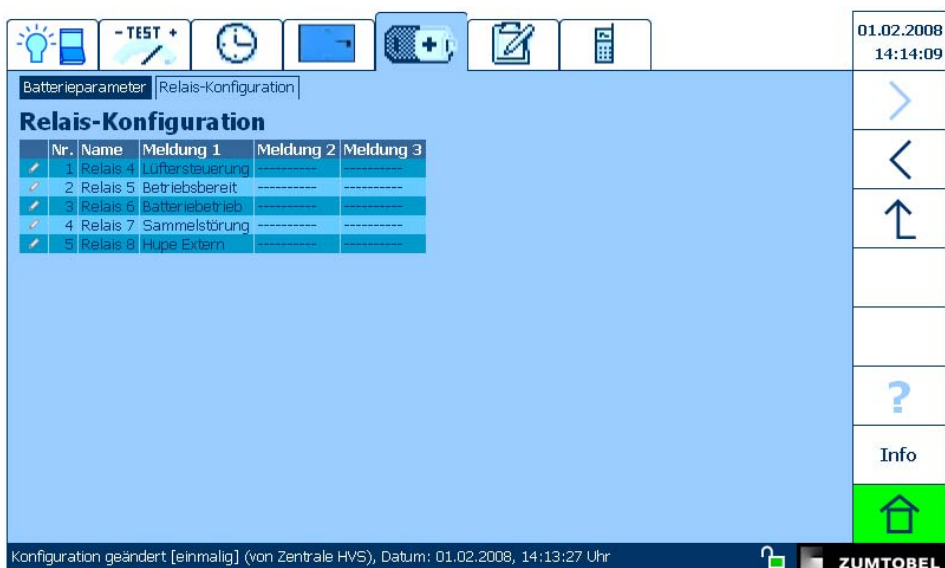 - TEST +
01.02.2008
14:14:09
Batterieparameter Relais-Konfiguration
Relais-Konfiguration
Nr. Name Meldung 1 Meldung 2 Meldung 3
1 Relais 4 Lüftersteuerung ---------- ----------
2 Relais 5 Betriebsbereit ---------- ----------
3 Relais 6 Batteriebetrieb ---------- ----------
4 Relais 7 Sammelstörung ---------- ----------
5 Relais 8 Hupe Extern ---------- ----------
?
Info
Konfiguration geändert [einmalig] (von Zentrale HVS), Datum: 01.02.2008, 14:13:27 Uhr
ZUMTOBEL